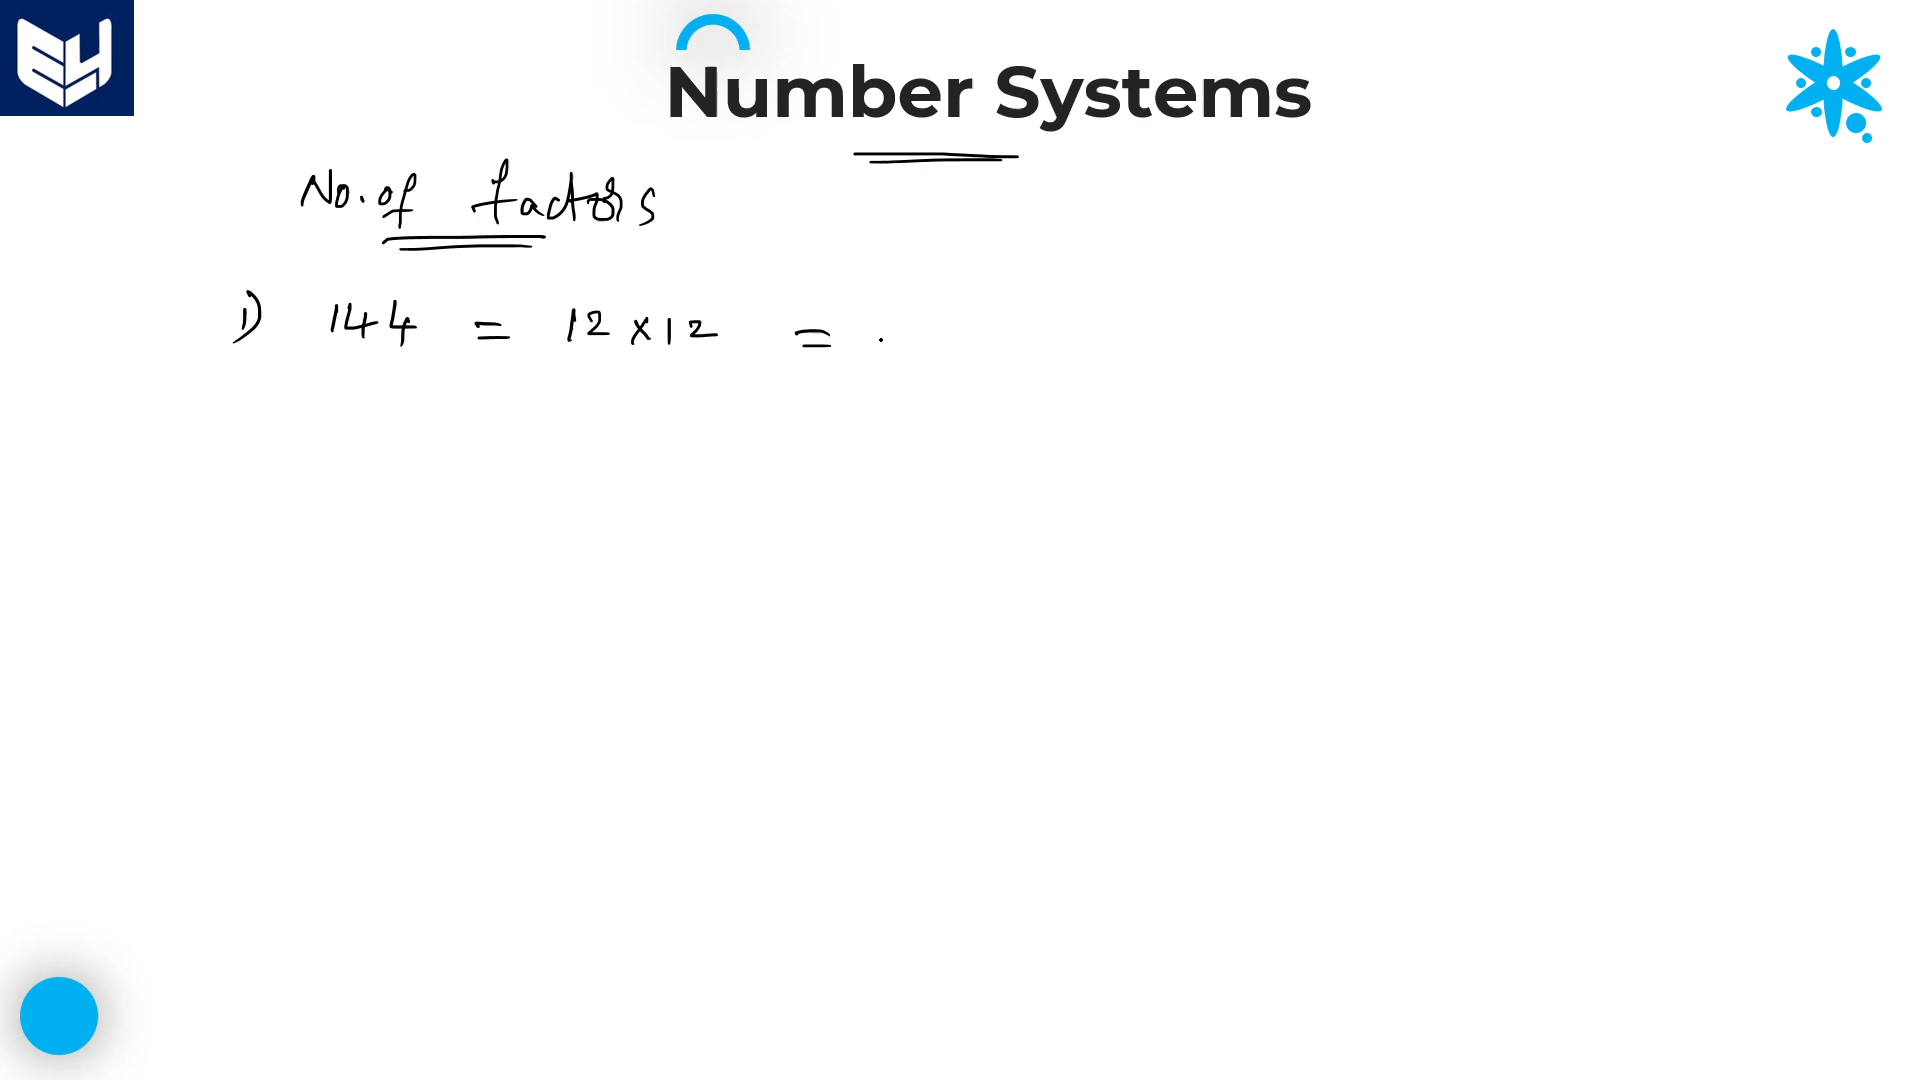 Number Systems
No. of factors
1) 144 = 12 x 12 = .